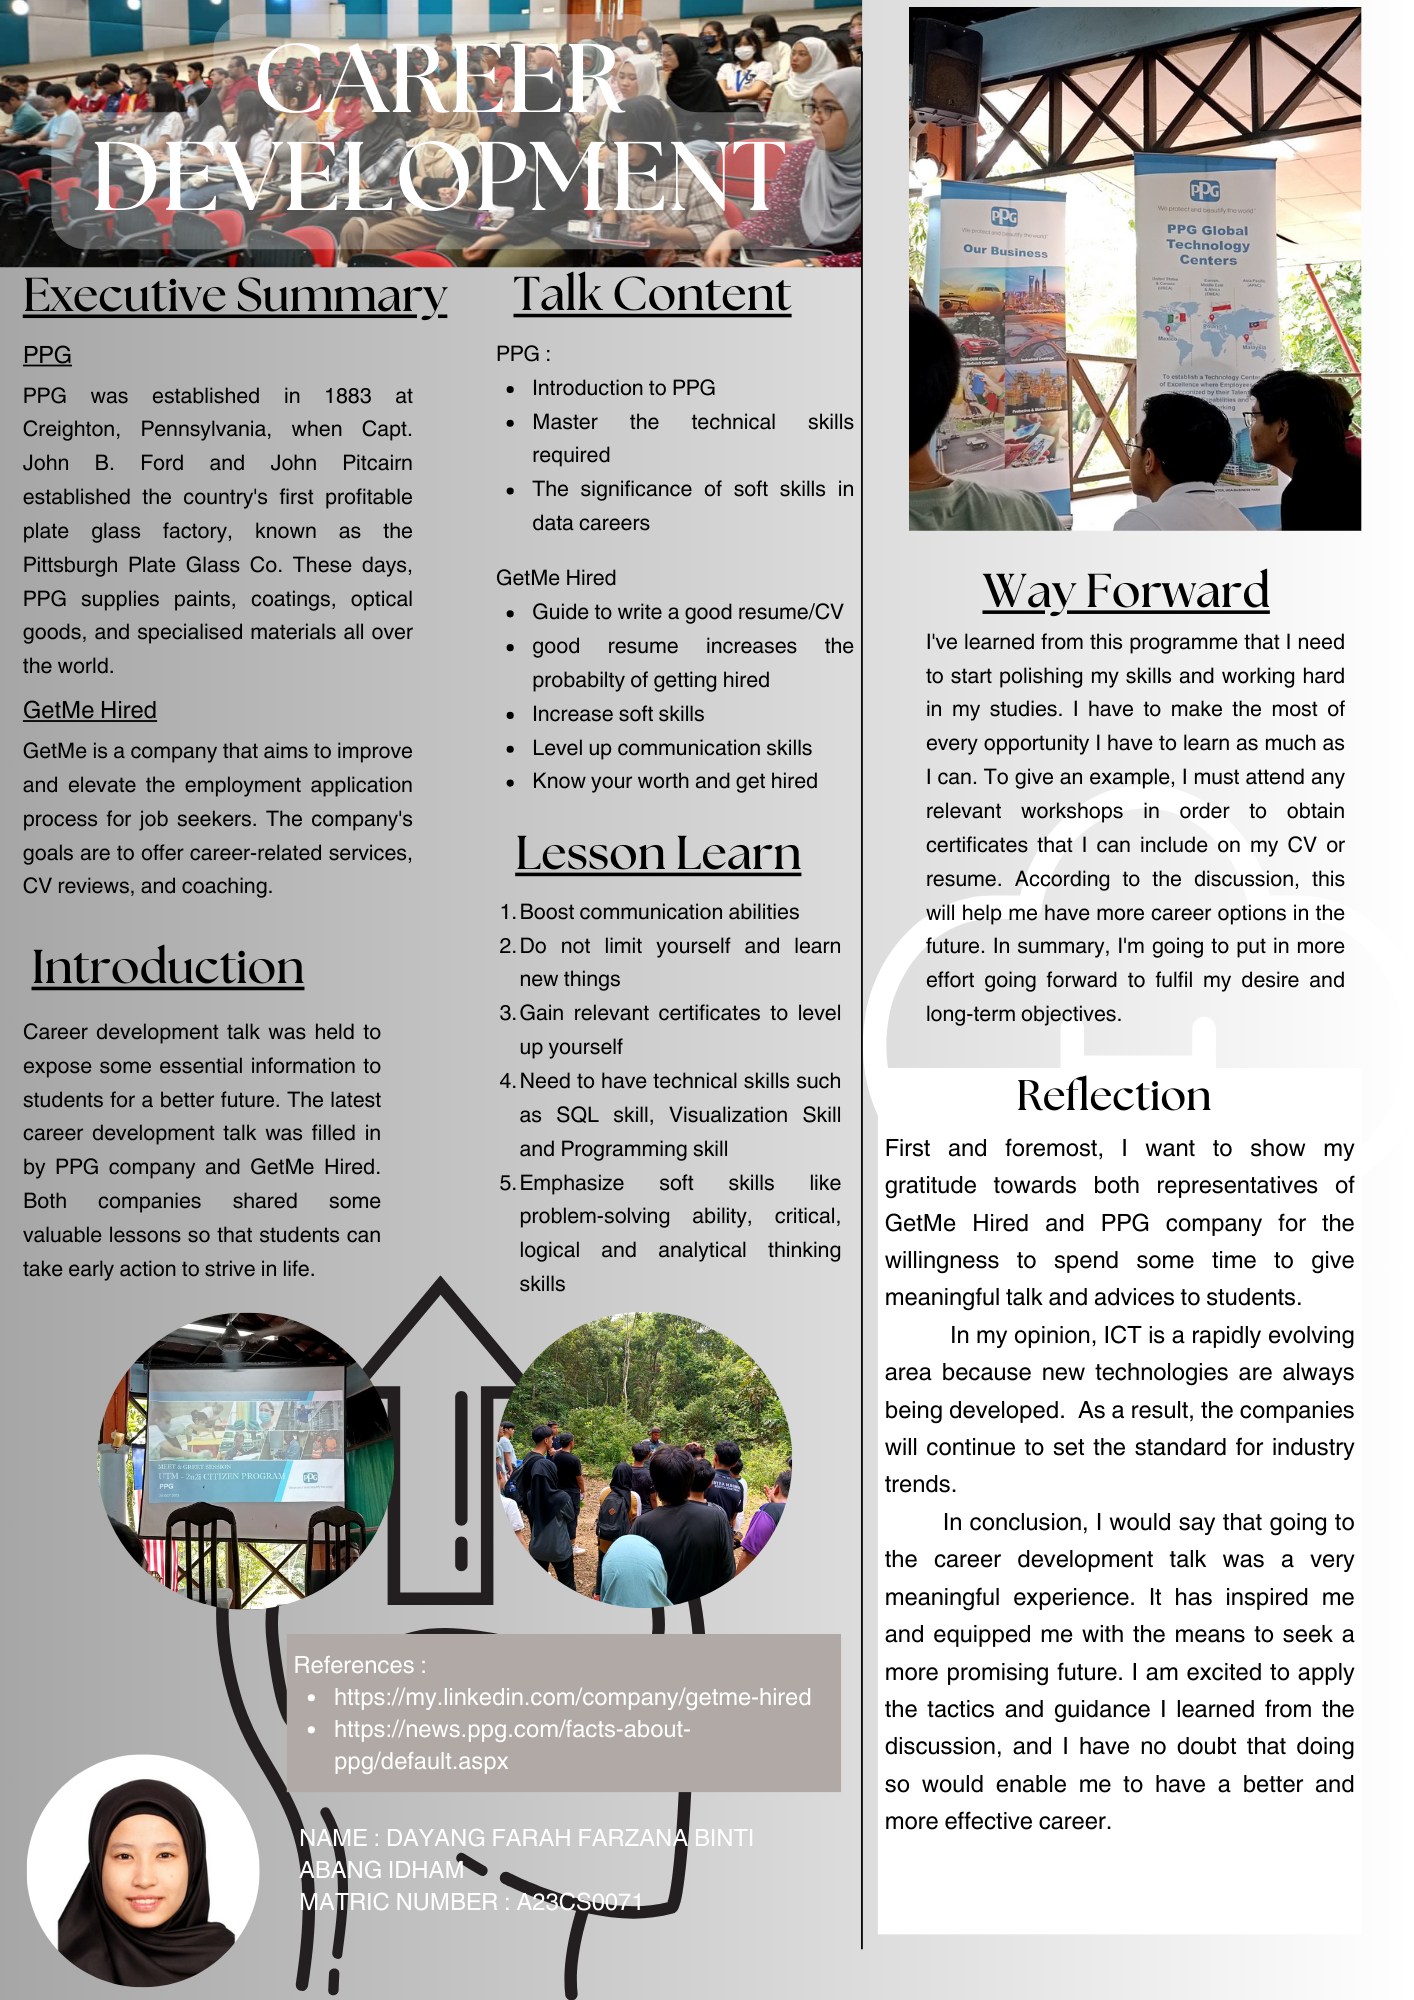 CAREER
DEVELOPMENT
Executive Summary
PPG
PPG was established in 1883 at
Creighton, Pennsylvania, when Capt.
John B. Ford and John Pitcairn
established the country's first profitable
plate glass factory, known as the
Pittsburgh Plate Glass Co. These days,
PPG supplies paints, coatings, optical
goods, and specialised materials all over
the world.
GetMe Hired
GetMe is a company that aims to improve
and elevate the employment application
process for job seekers. The company's
goals are to offer career-related services,
CV reviews, and coaching.
Introduction
Career development talk was held to
expose some essential information to
students for a better future. The latest
career development talk was filled in
by PPG company and GetMe Hired.
Both companies shared some
valuable lessons so that students can
take early action to strive in life.
Talk Content
PPG :
• Introduction to PPG
• Master the technical skills
required
• The significance of soft skills in
data careers
GetMe Hired
• Guide to write a good resume/CV
• good resume increases the
probabilty of getting hired
• Increase soft skills
• Level up communication skills
• Know your worth and get hired
Lesson Learn
1. Boost communication abilities
2. Do not limit yourself and learn
new things
3. Gain relevant certificates to level
up yourself
4. Need to have technical skills such
as SQL skill, Visualization Skill
and Programming skill
5. Emphasize soft skills like
problem-solving ability, critical,
logical and analytical thinking
skills
MEET & GREET SESSION
UTM - 2u2i CITIZEN PROGRAM
PPG
PPG
References :
• https://my.linkedin.com/company/getme-hired
• https://news.ppg.com/facts-about-
ppg/default.aspx
NAME : DAYANG FARAH FARZANA BINTI
ABANG IDHAM
MATRIC NUMBER : A23CS0071
PPG
We protect and beautify the world
Our Business
PPG
We protect and beautify the world
PPG Global
Technology
Centers
Mexico
Malaysia
To establish a Technology Center
of Excellence where Employees
Way Forward
I've learned from this programme that I need
to start polishing my skills and working hard
in my studies. I have to make the most of
every opportunity I have to learn as much as
I can. To give an example, I must attend any
relevant workshops in order to obtain
certificates that I can include on my CV or
resume. According to the discussion, this
will help me have more career options in the
future. In summary, I'm going to put in more
effort going forward to fulfil my desire and
long-term objectives.
Reflection
First and foremost, I want to show my
gratitude towards both representatives of
GetMe Hired and PPG company for the
willingness to spend some time to give
meaningful talk and advices to students.
In my opinion, ICT is a rapidly evolving
area because new technologies are always
being developed. As a result, the companies
will continue to set the standard for industry
trends.
In conclusion, I would say that going to
the career development talk was a very
meaningful experience. It has inspired me
and equipped me with the means to seek a
more promising future. I am excited to apply
the tactics and guidance I learned from the
discussion, and I have no doubt that doing
so would enable me to have a better and
more effective career.